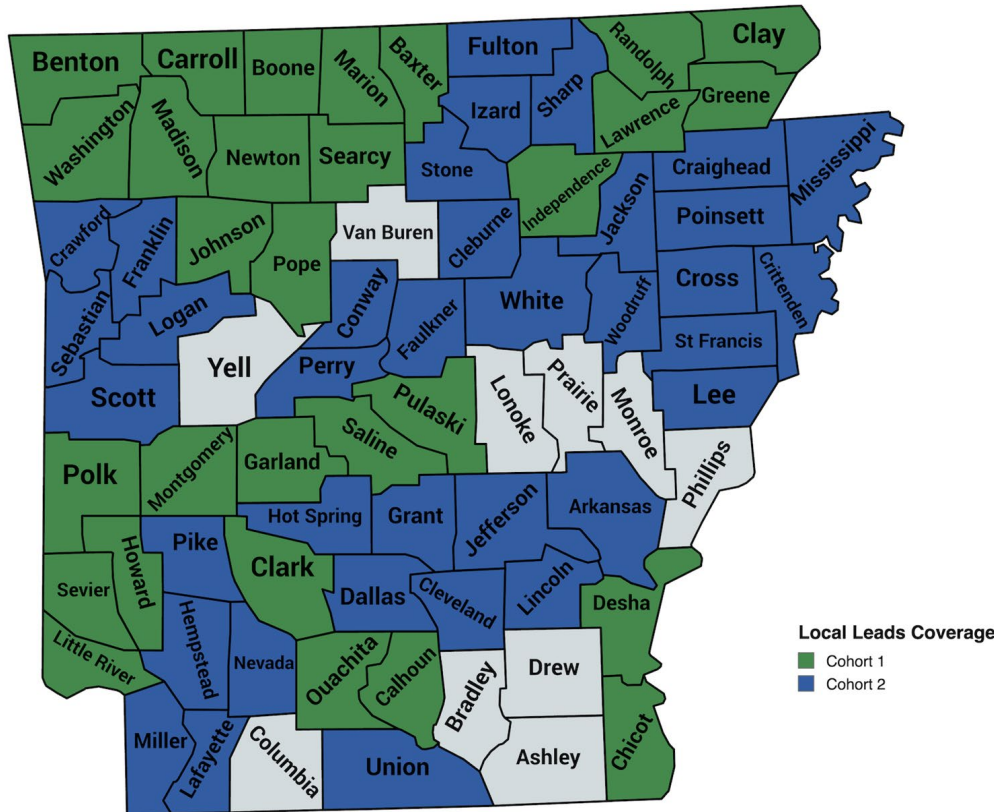 Benton
Carroll
Boone
Marion
Baxter
Fulton
Randolph
Clay
Washington
Madison
Newton
Searcy
Izard
Sharp
Lawrence
Greene
Stone
Independence
Jackson
Craighead
Mississippi
Crawford
Franklin
Johnson
Pope
Van Buren
Cleburne
Poinsett
Sebastian
Logan
Conway
Faulkner
White
Woodruff
Cross
Crittenden
Yell
Perry
St Francis
Scott
Pulaski
Lonoke
Prairie
Monroe
Lee
Polk
Montgomery
Garland
Saline
Phillips
Hot Spring
Grant
Jefferson
Arkansas
Howard
Pike
Clark
Sevier
Dallas
Cleveland
Lincoln
Desha
Little River
Hempstead
Nevada
Ouachita
Calhoun
Bradley
Drew
Local Leads Coverage
Cohort 1
Cohort 2
Miller
Lafayette
Columbia
Union
Ashley
Chicot